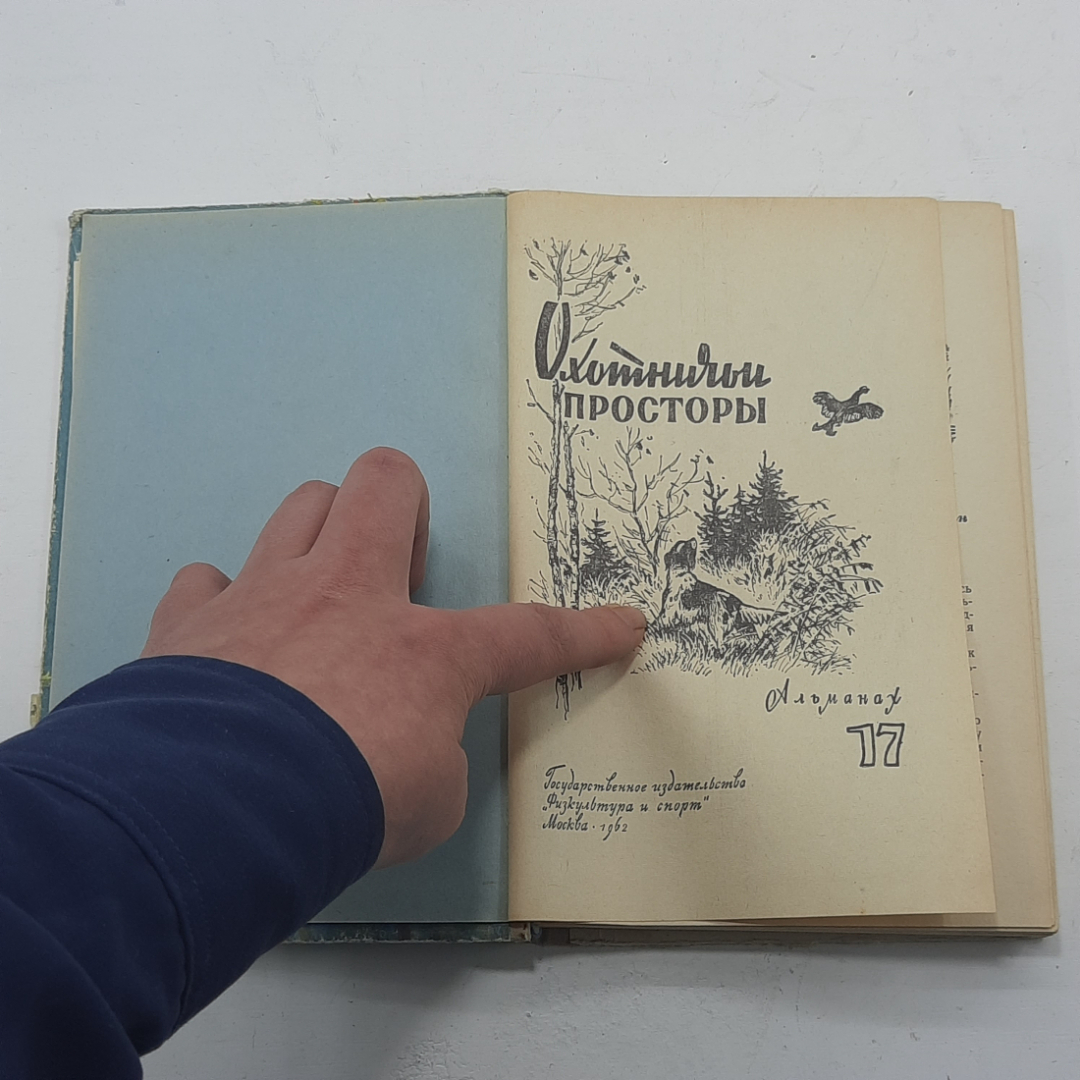 Охотничьи
ПРОСТОРЫ
Альманах
17
Государственное издательство
„Физкультура и спорт“
Москва · 1962